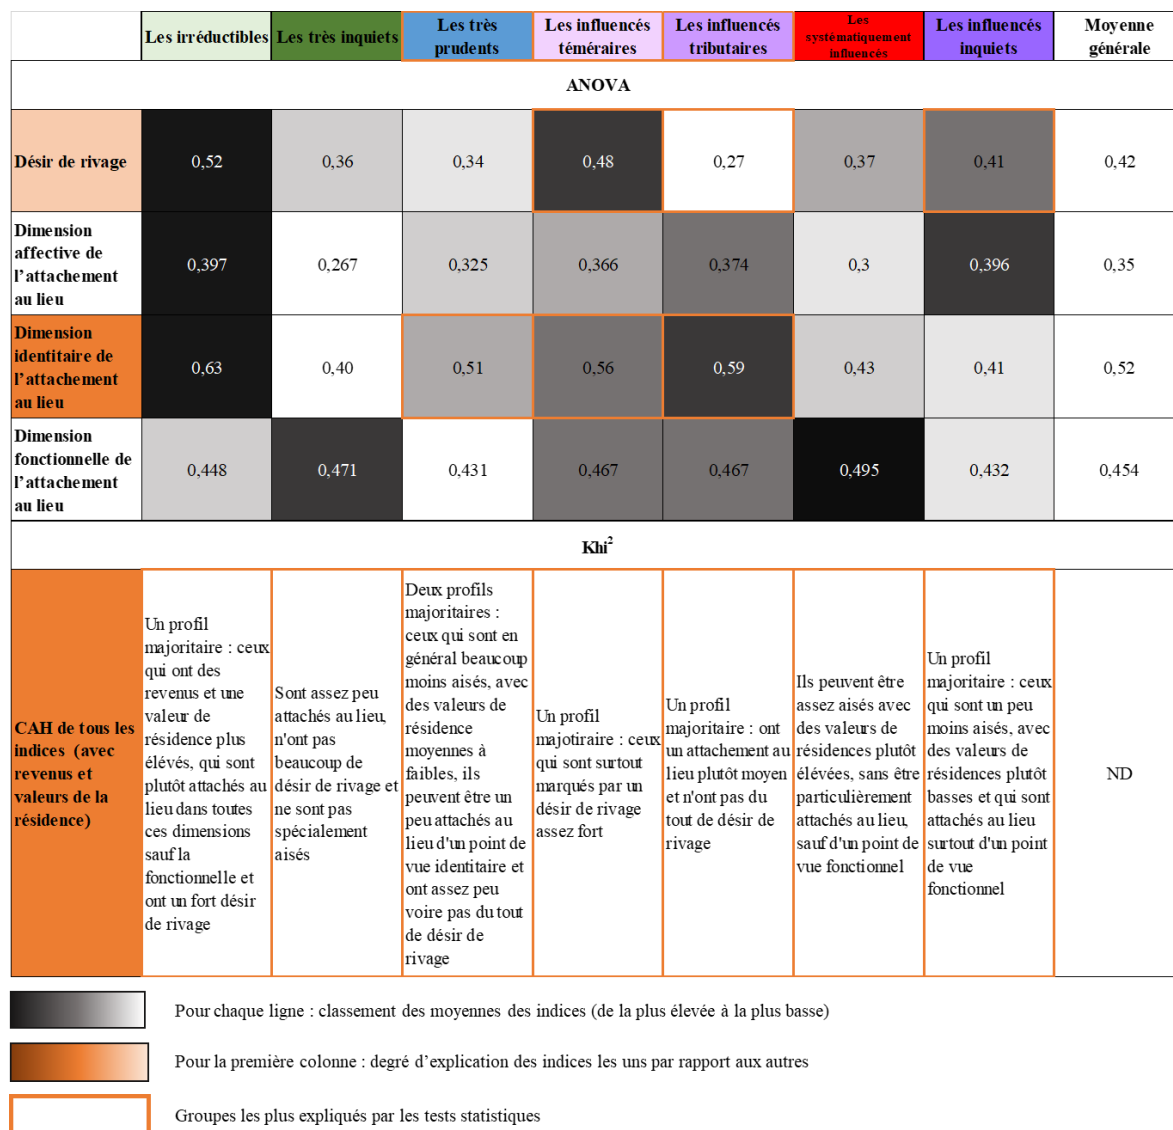 Les irréductibles
Les très inquiets
Les très
prudents
Les influencés
téméraires
Les influencés
tributaires
Les
systématiquement
influencés
Les influencés
inquiets
Moyenne
générale
ANOVA
Désir de rivage
0,52
0,36
0,34
0,48
0,27
0,37
0,41
0,42
Dimension
affective de
l'attachement
au lieu
0,397
0,267
0,325
0,366
0,374
0,3
0,396
0,35
Dimension
identitaire de
l'attachement
au lieu
0,63
0,40
0,51
0,56
0,59
0,43
0,41
0,52
Dimension
fonctionnelle de
l'attachement
au lieu
0,448
0,471
0,431
0,467
0,467
0,495
0,432
0,454
Khi²
CAH de tous les
indices (avec
revenus et
valeurs de la
résidence)
Un profil
majoritaire : ceux
qui ont des
revenus et une
valeur de
résidence plus
élévés, qui sont
plutôt attachés au
lieu dans toutes
ces dimensions
sauf la
fonctionnelle et
ont un fort désir
de rivage
Sont assez peu
attachés au lieu,
n'ont pas
beaucoup de
désir de rivage et
ne sont pas
spécialement
aisés
Deux profils
majoritaires :
ceux qui sont en
général beaucoup
moins aisés, avec
des valeurs de
résidence
moyennes à
faibles, ils
peuvent être un
peu attachés au
lieu d'un point de
vue identitaire et
ont assez peu
voire pas du tout
de désir de
rivage
Un profil
majotiraire : ceux
qui sont surtout
marqués par un
désir de rivage
assez fort
Un profil
majoritaire : ont
un attachement au
lieu plutôt moyen
et n'ont pas du
tout de désir de
rivage
Ils peuvent être
assez aisés avec
des valeurs de
résidences plutôt
élevées, sans être
particulièrement
attachés au lieu,
sauf d'un point de
vue fonctionnel
Un profil
majoritaire : ceux
qui sont un peu
moins aisés, avec
des valeurs de
résidences plutôt
basses et qui sont
attachés au lieu
surtout d'un point
de vue
fonctionnel
ND
Pour chaque ligne : classement des moyennes des indices (de la plus élevée à la plus basse)
Pour la première colonne : degré d'explication des indices les uns par rapport aux autres
Groupes les plus expliqués par les tests statistiques